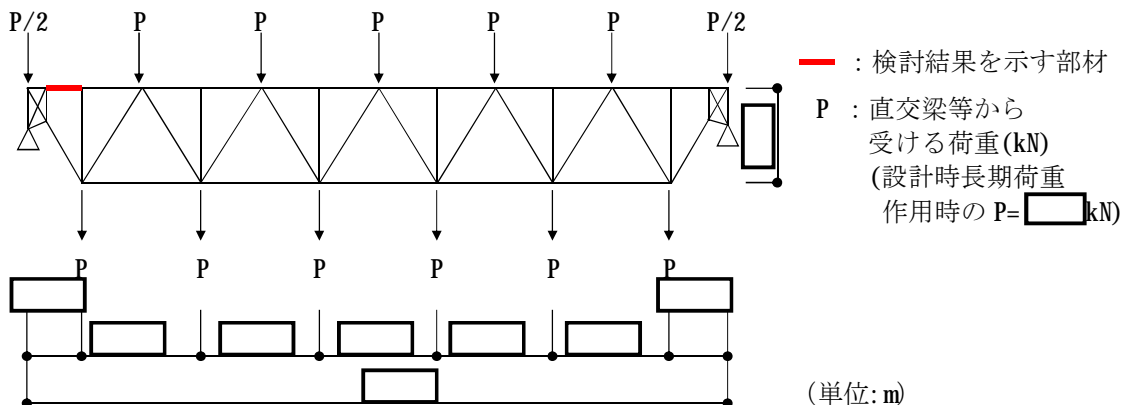 P/2 P P P P P P/2
：検討結果を示す部材
P ：直交梁等から
受ける荷重(kN)
(設計時長期荷重
作用時の P= kN)
P P P P P P
（単位:m）